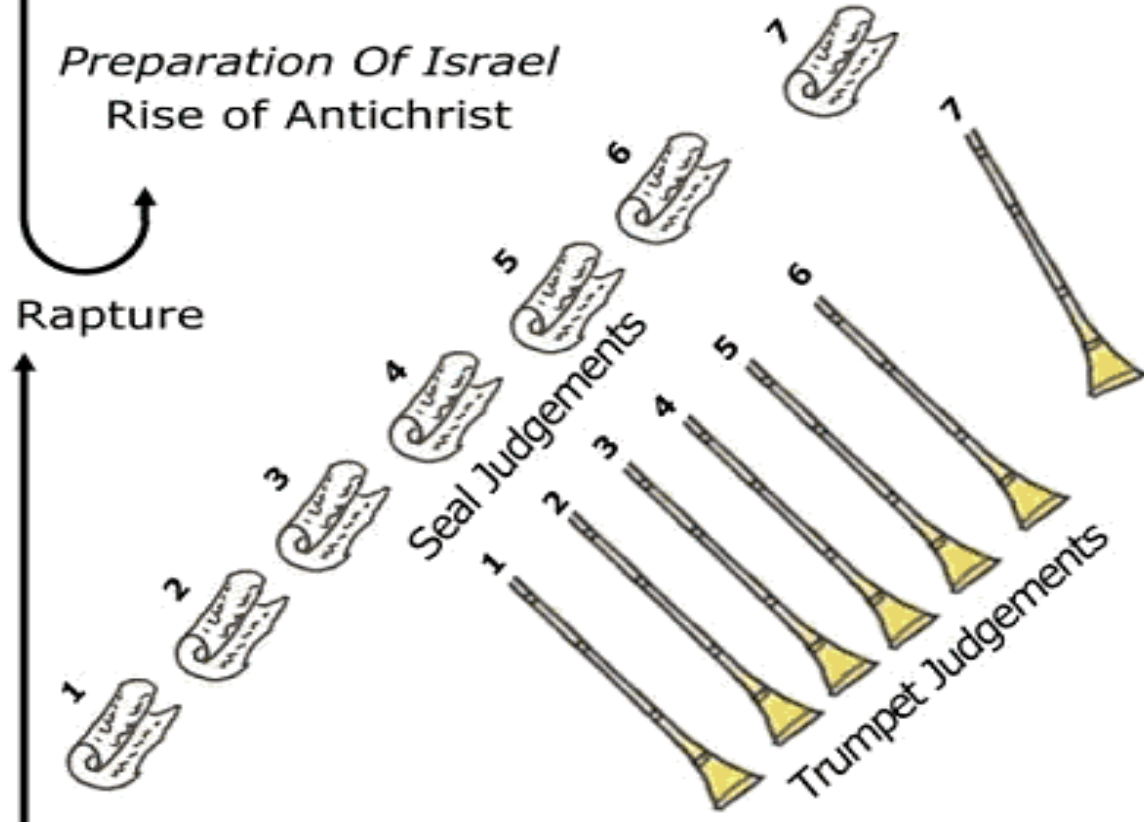 Preparation Of Israel
Rise of Antichrist
Rapture
1
2
3
4
5
6
7
Seal Judgements
1
2
3
4
5
6
7
Trumpet Judgements